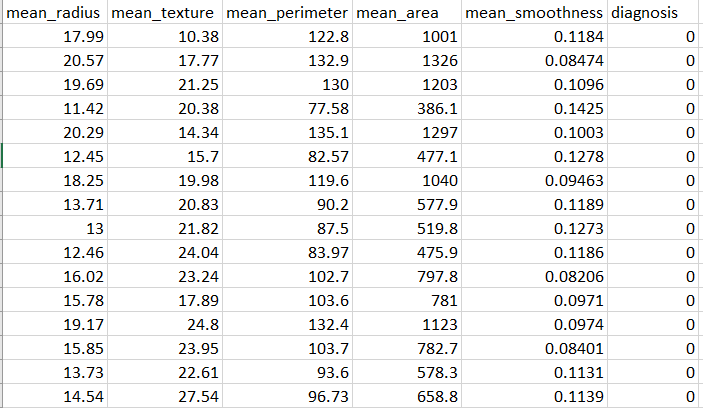 mean_radius mean_texture mean_perimeter mean_area mean_smoothness diagnosis
17.99 10.38 122.8 1001 0.1184 0
20.57 17.77 132.9 1326 0.08474 0
19.69 21.25 130 1203 0.1096 0
11.42 20.38 77.58 386.1 0.1425 0
20.29 14.34 135.1 1297 0.1003 0
12.45 15.7 82.57 477.1 0.1278 0
18.25 19.98 119.6 1040 0.09463 0
13.71 20.83 90.2 577.9 0.1189 0
13 21.82 87.5 519.8 0.1273 0
12.46 24.04 83.97 475.9 0.1186 0
16.02 23.24 102.7 797.8 0.08206 0
15.78 17.89 103.6 781 0.0971 0
19.17 24.8 132.4 1123 0.0974 0
15.85 23.95 103.7 782.7 0.08401 0
13.73 22.61 93.6 578.3 0.1131 0
14.54 27.54 96.73 658.8 0.1139 0